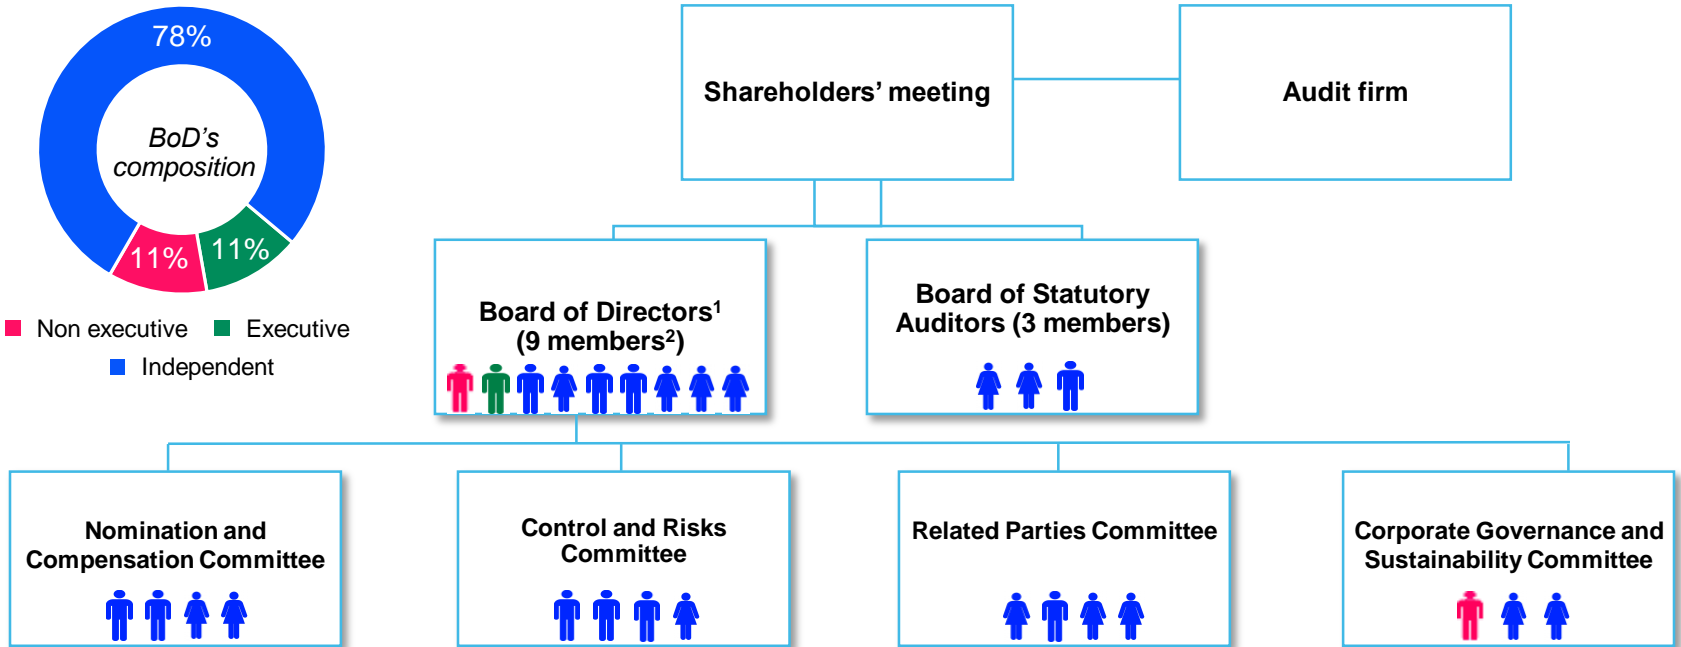 78%
BoD’s
composition
11%
11%
Non executive
Executive
Independent
Shareholders’ meeting
Audit firm
Board of Directors¹
(9 members²)
Board of Statutory
Auditors (3 members)
Nomination and
Compensation Committee
Control and Risks
Committee
Related Parties Committee
Corporate Governance and
Sustainability Committee